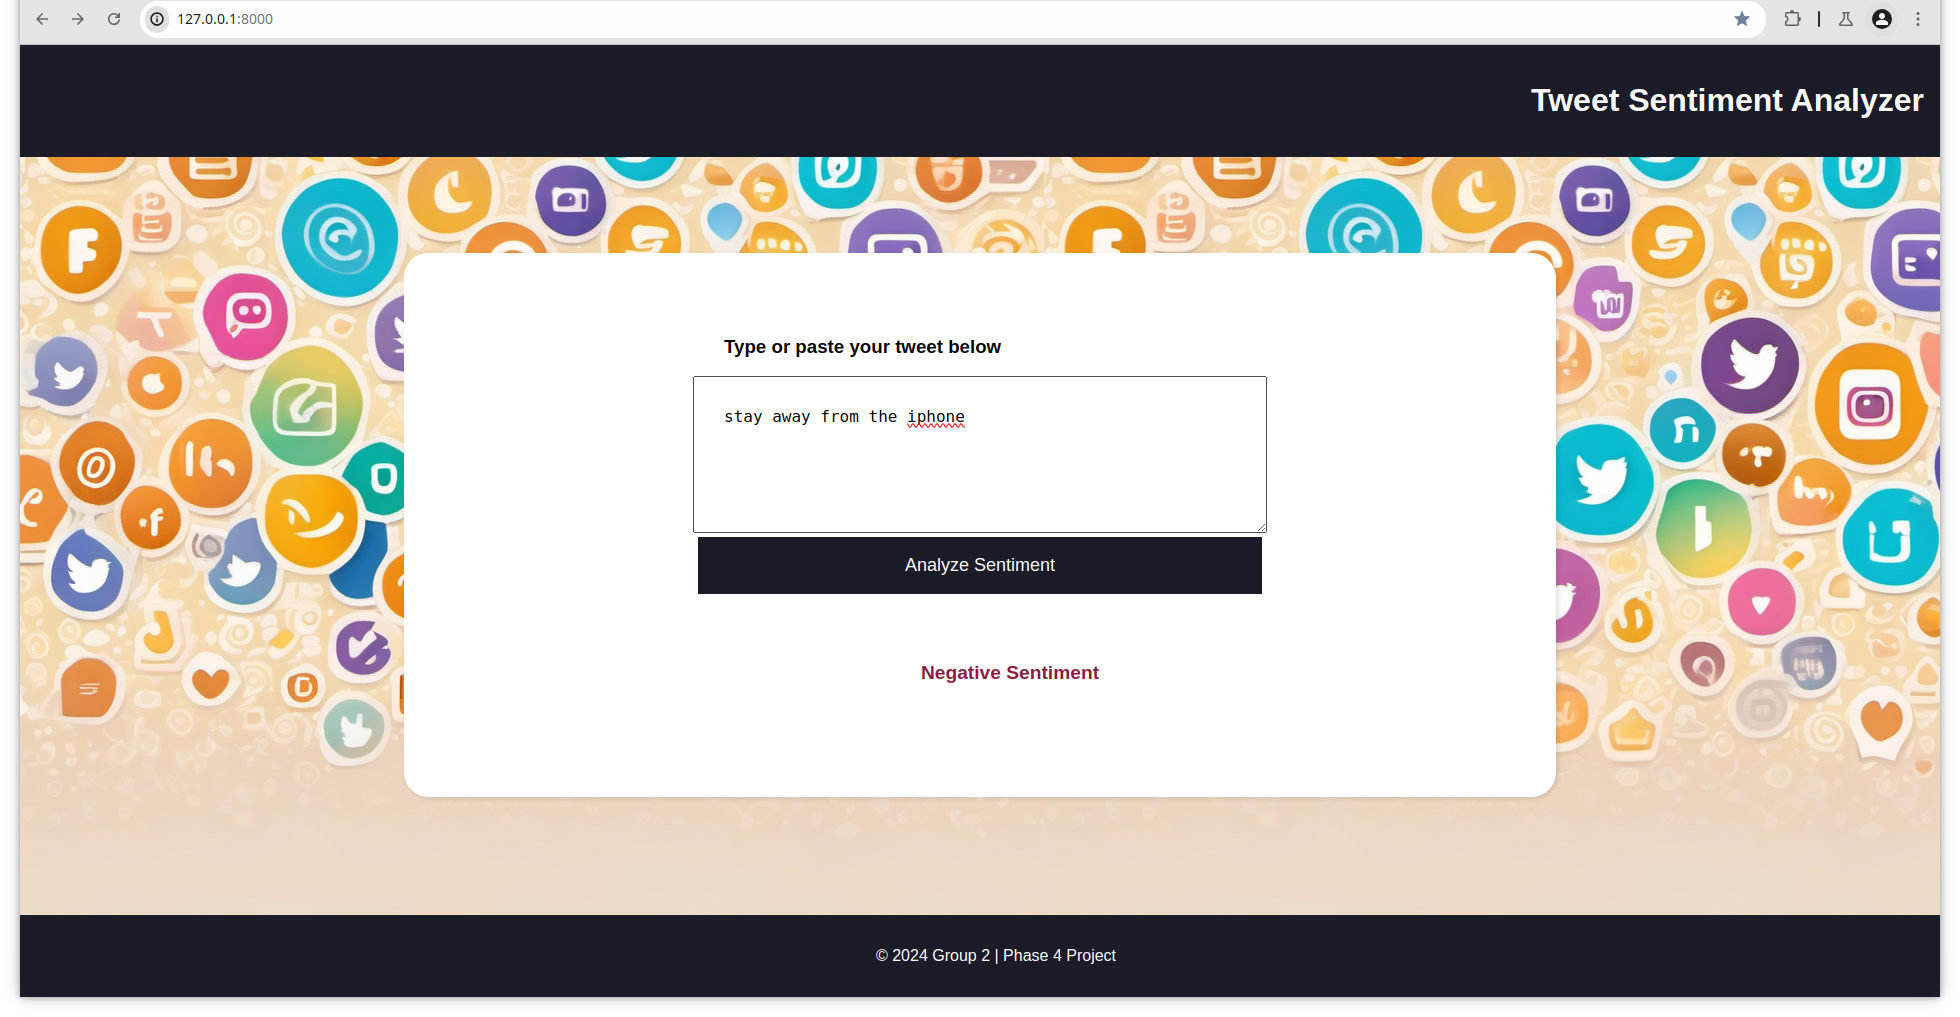 127.0.0.1:8000
Tweet Sentiment Analyzer
Type or paste your tweet below
stay away from the iphone
Analyze Sentiment
Negative Sentiment
© 2024 Group 2 | Phase 4 Project